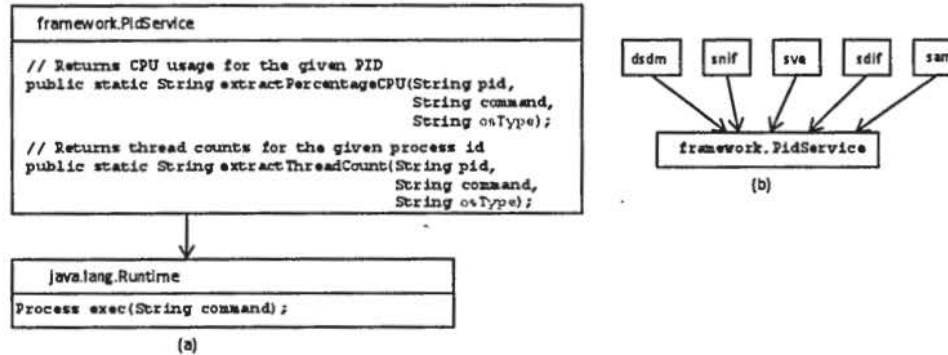 framework.PidService
// Returns CPU usage for the given PID
public static String extractPercentageCPU(String pid,
String command,
String osType);
// Returns thread counts for the given process id
public static String extractThreadCount(String pid,
String command,
String osType);
java.lang.Runtime
Process exec(String command);
(a)
dsdm snif sve sdif sam
framework.PidService
(b)